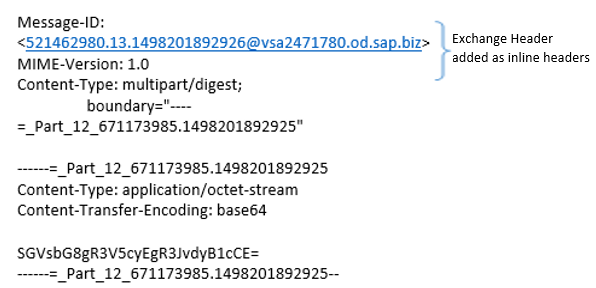 Message-ID:
<521462980.13.1498201892926@vsa2471780.od.sap.biz>
Exchange Header
added as inline headers
MIME-Version: 1.0
Content-Type: multipart/digest;
boundary="----
=_Part_12_671173985.1498201892925"
------=_Part_12_671173985.1498201892925
Content-Type: application/octet-stream
Content-Transfer-Encoding: base64
SGVsbG8gR3V5cyEgR3JvdyB1cCE=
------=_Part_12_671173985.1498201892925--